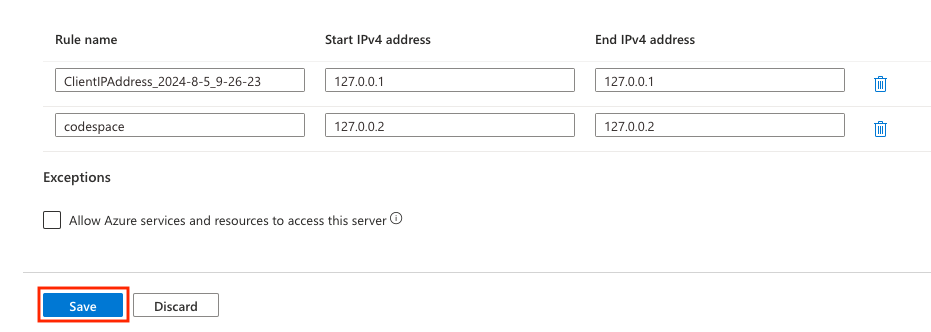 Rule name Start IPv4 address End IPv4 address
ClientIPAddress_2024-8-5_9-26-23 127.0.0.1 127.0.0.1
codespace 127.0.0.2 127.0.0.2
Exceptions
Allow Azure services and resources to access this server
Save Discard